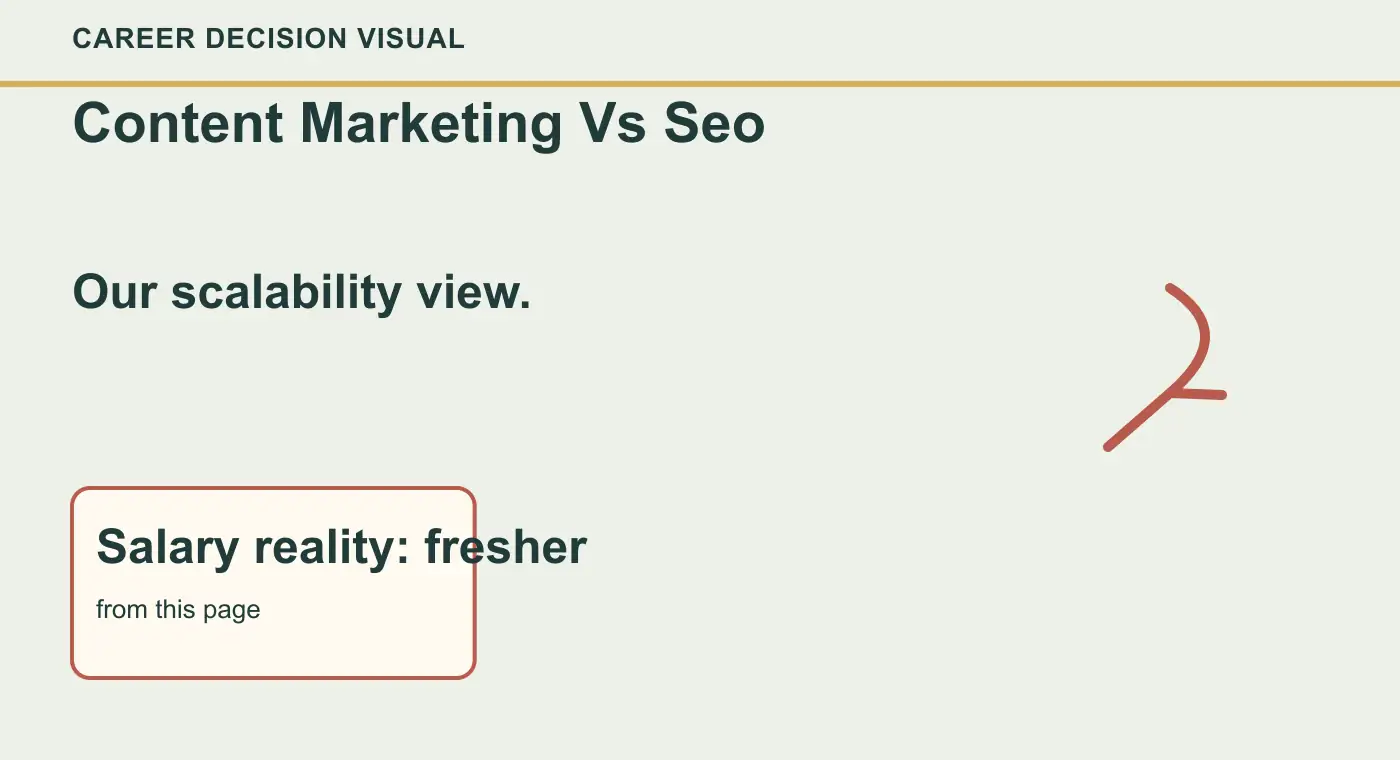 CAREER DECISION VISUAL
Content Marketing Vs Seo
Our scalability view.
Salary reality: fresher
from this page